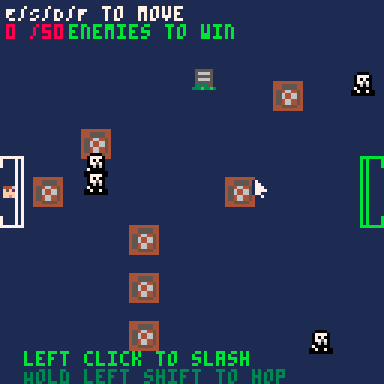 E/S/D/F TO MOVE
0 /50 ENEMIES TO WIN
LEFT CLICK TO SLASH
HOLD LEFT SHIFT TO HOP